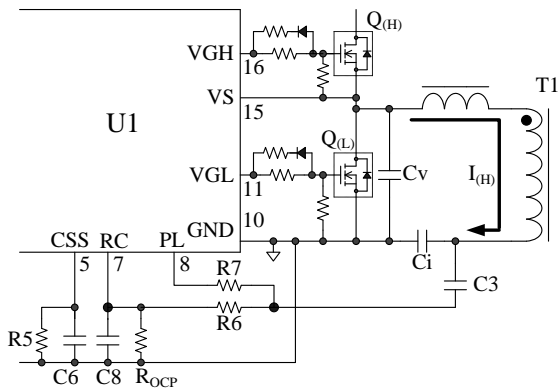 Q(H)
VGH
16
T1
VS
15
U1
Q(L)
VGL
11
Cv
I(H)
GND
10
CSS
RC
PL
5
7
8
Ci
R7
C3
R6
R5
C6
C8
ROCP